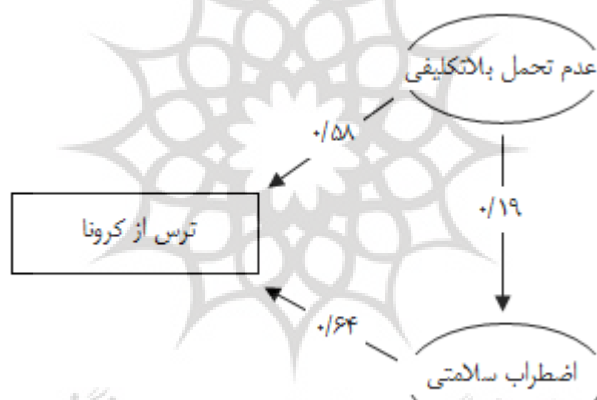 عدم تحمل بلاتکلیفی
۰/۵۸
۰/۱۹
ترس از کرونا
۰/۶۴
اضطراب سلامتی